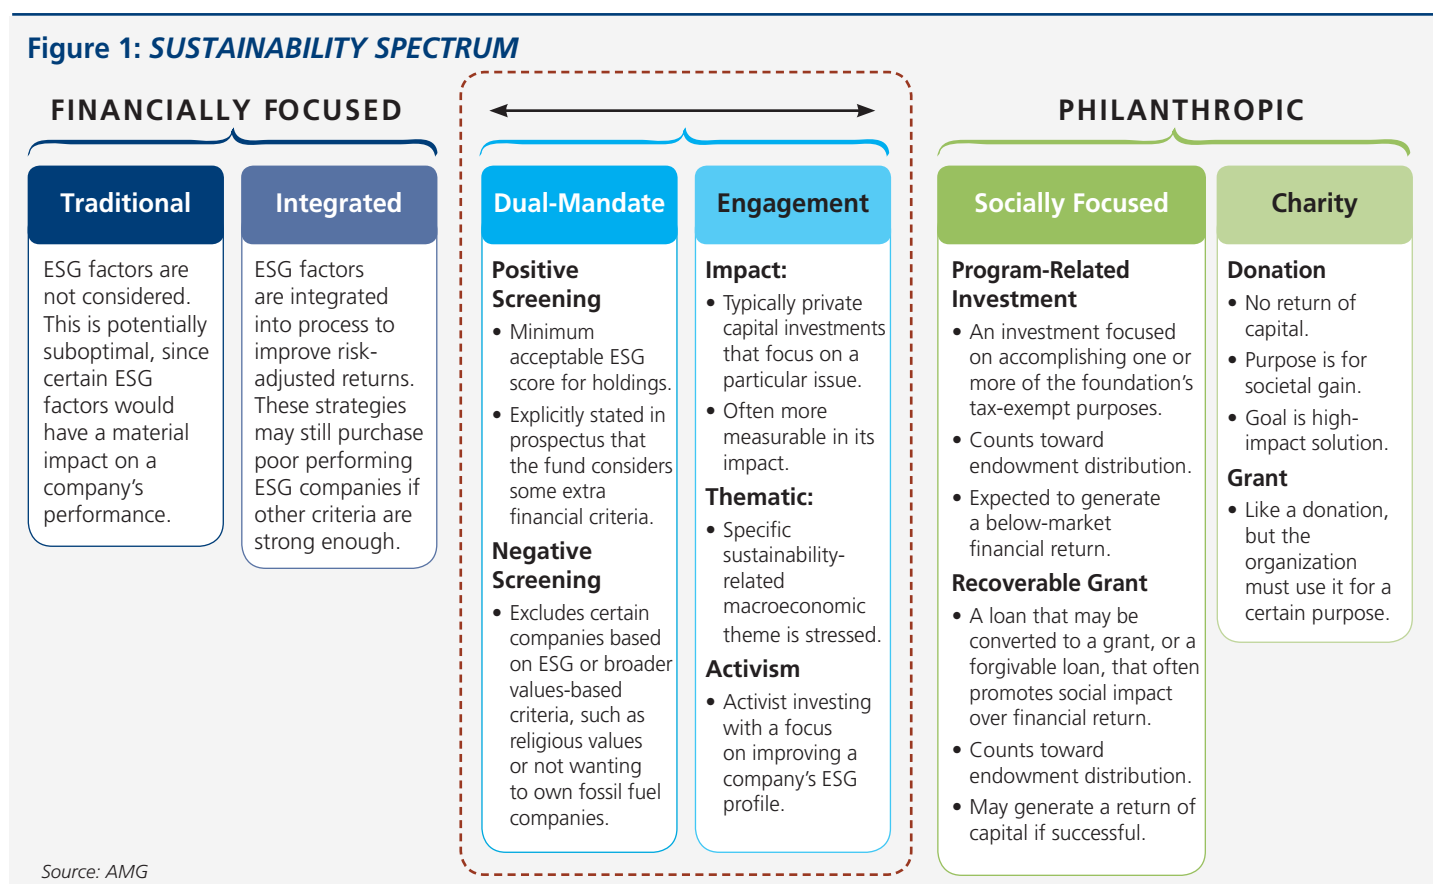 Figure 1: SUSTAINABILITY SPECTRUM
FINANCIALLY FOCUSED
PHILANTHROPIC
Traditional
ESG factors are
not considered.
This is potentially
suboptimal, since
certain ESG
factors would
have a material
impact on a
company’s
performance.
Integrated
ESG factors
are integrated
into process to
improve risk-
adjusted returns.
These strategies
may still purchase
poor performing
ESG companies if
other criteria are
strong enough.
Dual-Mandate
Positive
Screening
• Minimum
acceptable ESG
score for holdings.
• Explicitly stated in
prospectus that
the fund considers
some extra
financial criteria.
Negative
Screening
• Excludes certain
companies based
on ESG or broader
values-based
criteria, such as
religious values
or not wanting
to own fossil fuel
companies.
Engagement
Impact:
• Typically private
capital investments
that focus on a
particular issue.
• Often more
measurable in its
impact.
Thematic:
• Specific
sustainability-
related
macroeconomic
theme is stressed.
Activism
• Activist investing
with a focus
on improving a
company’s ESG
profile.
Socially Focused
Program-Related
Investment
• An investment focused
on accomplishing one or
more of the foundation’s
tax-exempt purposes.
• Counts toward
endowment distribution.
• Expected to generate
a below-market
financial return.
Recoverable Grant
• A loan that may be
converted to a grant, or a
forgivable loan, that often
promotes social impact
over financial return.
• Counts toward
endowment distribution.
• May generate a return of
capital if successful.
Charity
Donation
• No return of
capital.
• Purpose is for
societal gain.
• Goal is high-
impact solution.
Grant
• Like a donation,
but the
organization
must use it for a
certain purpose.
Source: AMG